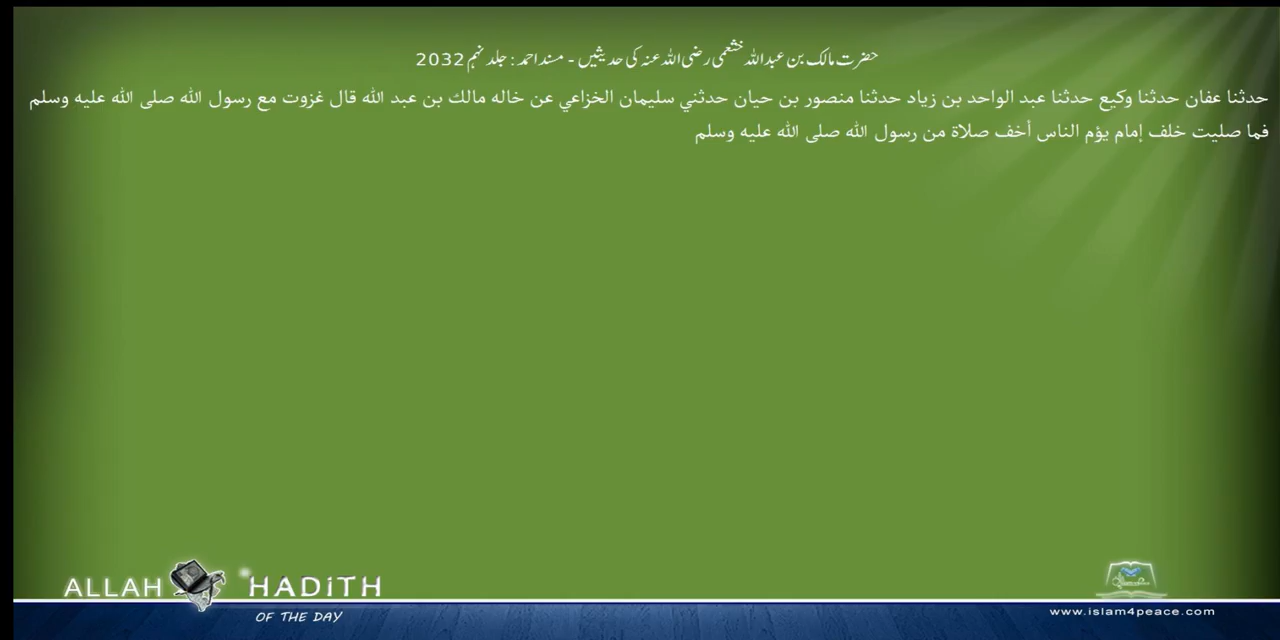 حضرت مالک بن عبداللہ خثعمی رضی اللہ عنہ کی حدیثیں - مسند احمد : جلد نہم 2032
حدثنا عفان حدثنا وكيع حدثنا عبد الواحد بن زياد حدثنا منصور بن حيان حدثني سليمان الخزاعي عن خاله مالك بن عبد الله قال غزوت مع رسول الله صلى الله عليه وسلم
فما صليت خلف إمام يؤم الناس أخف صلاة من رسول الله صلى الله عليه وسلم
ALLAH HADITH
OF THE DAY
www.islam4peace.com